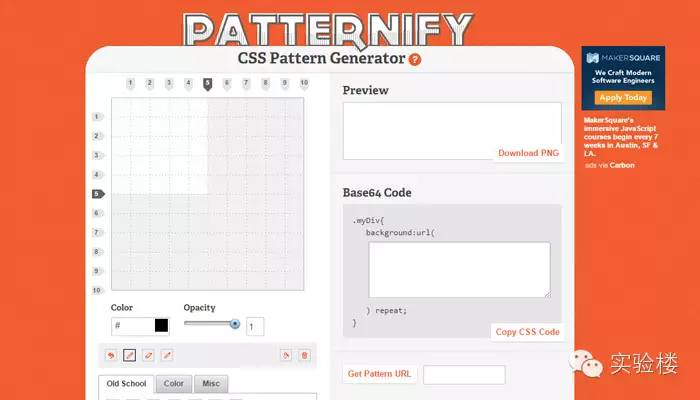 PATTERNIFY
CSS Pattern Generator ?
1 2 3 4 5 6 7 8 9 10
1
2
3
4
5
6
7
8
9
10
Color
Opacity
#
1
Old School
Color
Misc
Preview
Download PNG
Base64 Code
.myDiv{
background:url(
) repeat;
}
Copy CSS Code
Get Pattern URL
MAKERSQUARE
We Craft Modern
Software Engineers
Apply Today
MakerSquare's
immersive JavaScript
courses begin every 7
weeks in Austin, SF &
LA.
ads via Carbon
实验楼